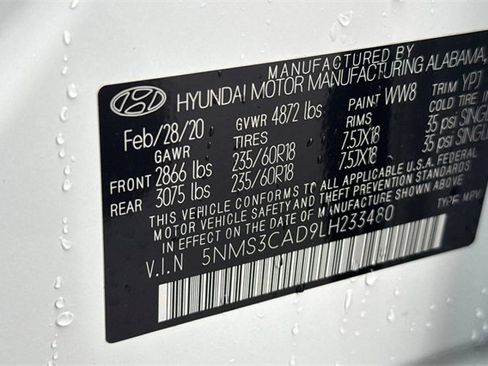 MANUFACTURED BY
HYUNDAI MOTOR MANUFACTURING ALABAMA,
Feb/28/20 GVWR 4872 lbs PAINT WW8 TRIM YPJ
GAWR TIRES RIMS COLD TIRE
FRONT 2866 lbs 235/60R18 7.5JX18 35 psi
REAR 3075 lbs 235/60R18 7.5JX18 35 psi
THIS VEHICLE CONFORMS TO ALL APPLICABLE U.S.A. FEDERAL
MOTOR VEHICLE SAFETY AND THEFT PREVENTION STANDARDS
IN EFFECT ON THE DATE OF MANUFACTURE SHOWN ABOVE.
V.I.N 5NMS3CAD9LH233480 TYPE MPV